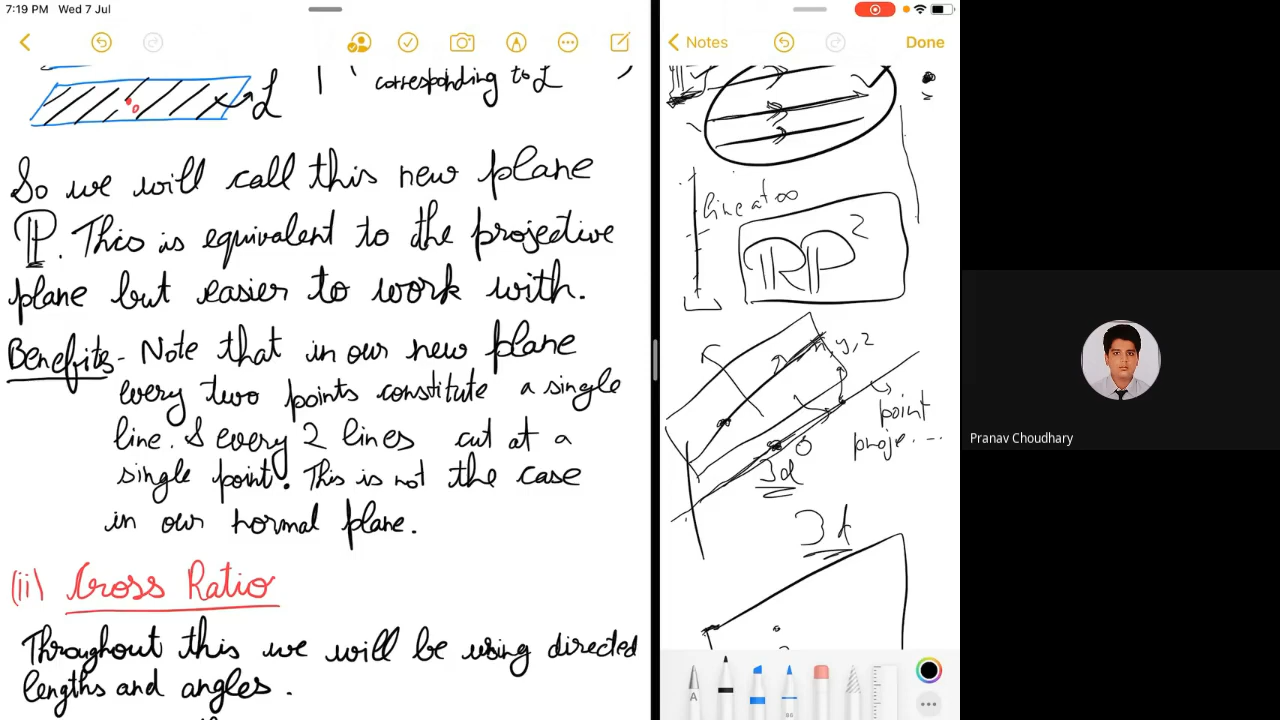 7:19 PM Wed 7 Jul
corresponding to L
L
So we will call this new plane
ℙ. This is equivalent to the projective
plane but easier to work with.
Benefits - Note that in our new plane
every two points constitute a single
line. & every 2 lines cut at a
single point. This is not the case
in our normal plane.
(ii) Cross Ratio
Throughout this we will be using directed
lengths and angles.
Notes
Done
line at ∞
ℝP²
y, z
point
proje. ...
3d
A
Pranav Choudhary